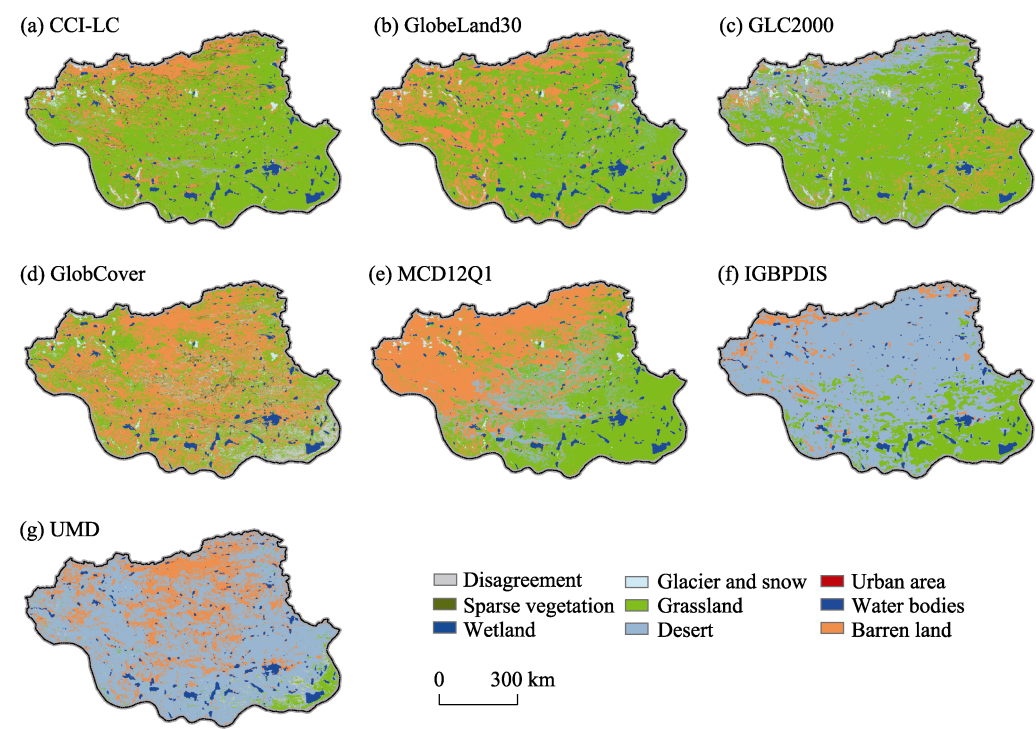 (a) CCI-LC
(b) GlobeLand30
(c) GLC2000
(d) GlobCover
(e) MCD12Q1
(f) IGBPDIS
(g) UMD
Disagreement
Glacier and snow
Urban area
Sparse vegetation
Grassland
Water bodies
Wetland
Desert
Barren land
0 300 km